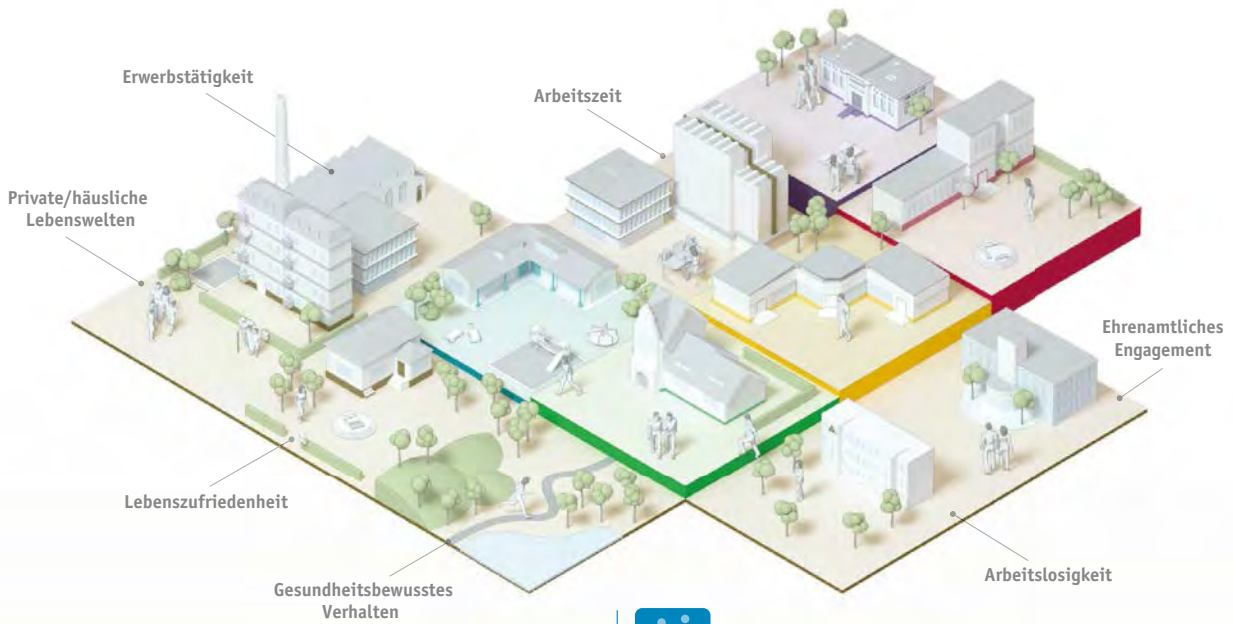 Erwerbstätigkeit
Arbeitszeit
Private/häusliche
Lebenswelten
Ehrenamtliches
Engagement
Lebenszufriedenheit
Arbeitslosigkeit
Gesundheitsbewusstes
Verhalten